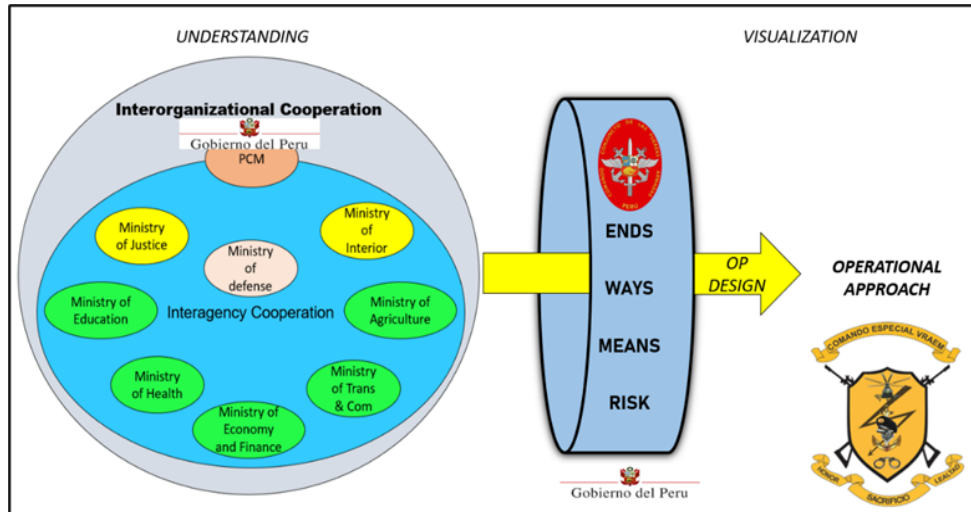 UNDERSTANDING
VISUALIZATION
Interorganizational Cooperation
Gobierno del Peru
PCM
Ministry
of Justice
Ministry
of
Interior
Ministry
of
defense
Ministry of
Education
Interagency Cooperation
Ministry of
Agriculture
Ministry
of Health
Ministry
of Trans
& Com
Ministry of
Economy
and Finance
PERU
ENDS
WAYS
MEANS
RISK
Gobierno del Peru
OP
DESIGN
OPERATIONAL
APPROACH
COMANDO ESPECIAL VRAEM
HONOR
SACRIFICIO
LEALTAD